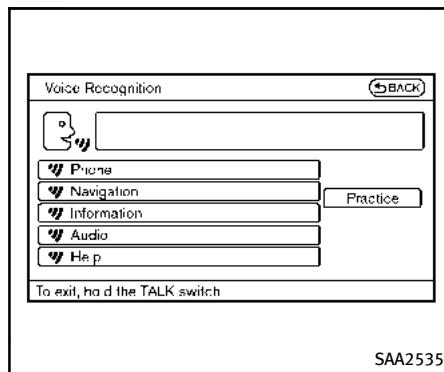 Voice Recognition
BACK
Phone
Navigation
Practice
Information
Audio
Help
To exit, hold the TALK switch
SAA2535